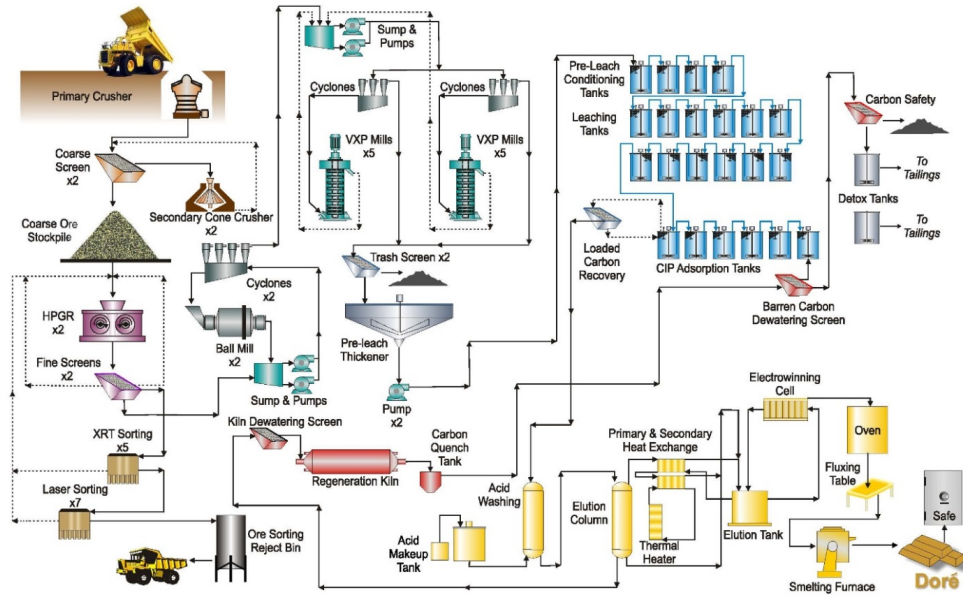 Primary Crusher
Coarse
Screen
x2
Secondary Cone Crusher
x2
Coarse Ore
Stockpile
HPGR
x2
Fine Screens
x2
XRT Sorting
x5
Laser Sorting
x7
Ore Sorting
Reject Bin
Cyclones
x2
Ball Mill
x2
Sump & Pumps
Sump &
Pumps
Cyclones
Cyclones
VXP Mills
x5
VXP Mills
x5
Trash Screen x2
Pre-leach
Thickener
Pump
x2
Pre-Leach
Conditioning
Tanks
Leaching
Tanks
Loaded
Carbon
Recovery
CIP Adsorption Tanks
Carbon Safety
To
Tailings
Detox Tanks
To
Tailings
Barren Carbon
Dewatering Screen
Kiln Dewatering Screen
Regeneration Kiln
Carbon
Quench
Tank
Acid
Washing
Acid
Makeup
Tank
Elution
Column
Primary & Secondary
Heat Exchange
Thermal
Heater
Electrowinning
Cell
Elution Tank
Oven
Fluxing
Table
Smelting Furnace
Safe
Doré